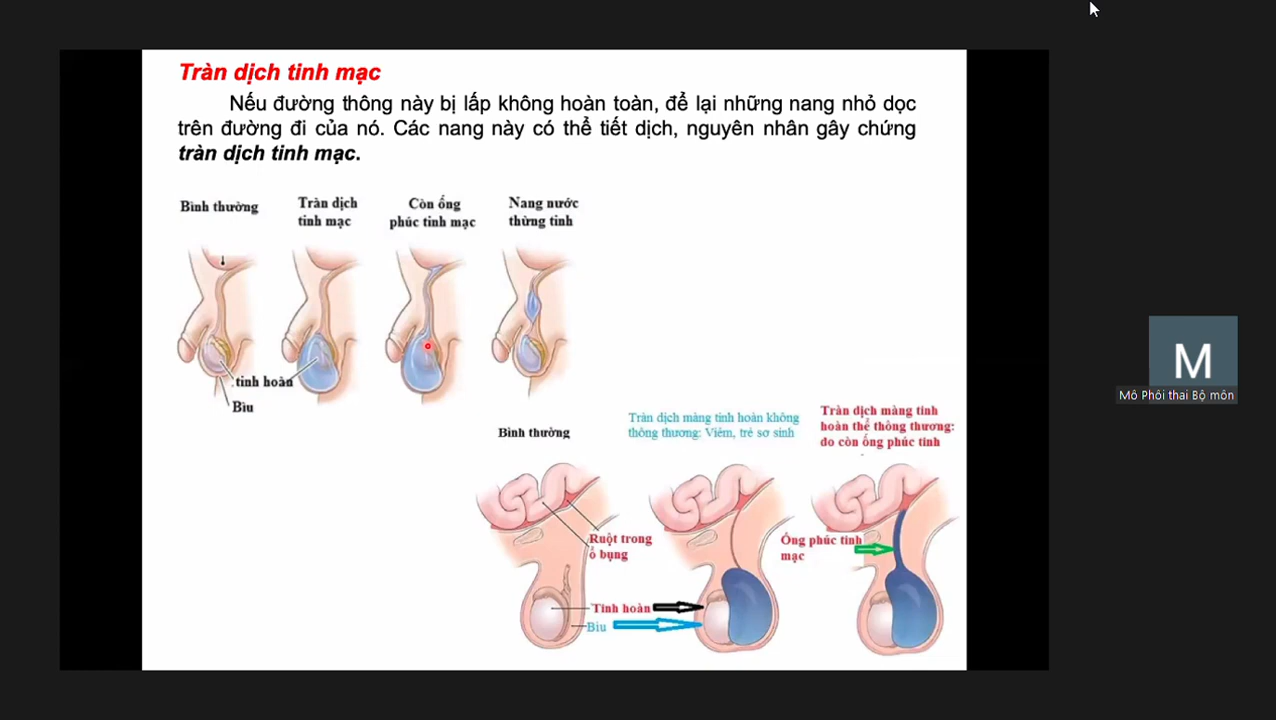 Tràn dịch tinh mạc
Nếu đường thông này bị lấp không hoàn toàn, để lại những nang nhỏ dọc
trên đường đi của nó. Các nang này có thể tiết dịch, nguyên nhân gây chứng
tràn dịch tinh mạc.
Bình thường
Tràn dịch
tinh mạc
Còn ống
phúc tinh mạc
Nang nước
thừng tinh
tinh hoàn
Bìu
Bình thường
Tràn dịch màng tinh hoàn không
thông thương: Viêm, trẻ sơ sinh
Tràn dịch màng tinh
hoàn thể thông thương:
do còn ống phúc tinh
Ruột trong
ổ bụng
Ống phúc tinh
mạc
Tinh hoàn
Bìu
M
Mô Phôi thai Bộ môn